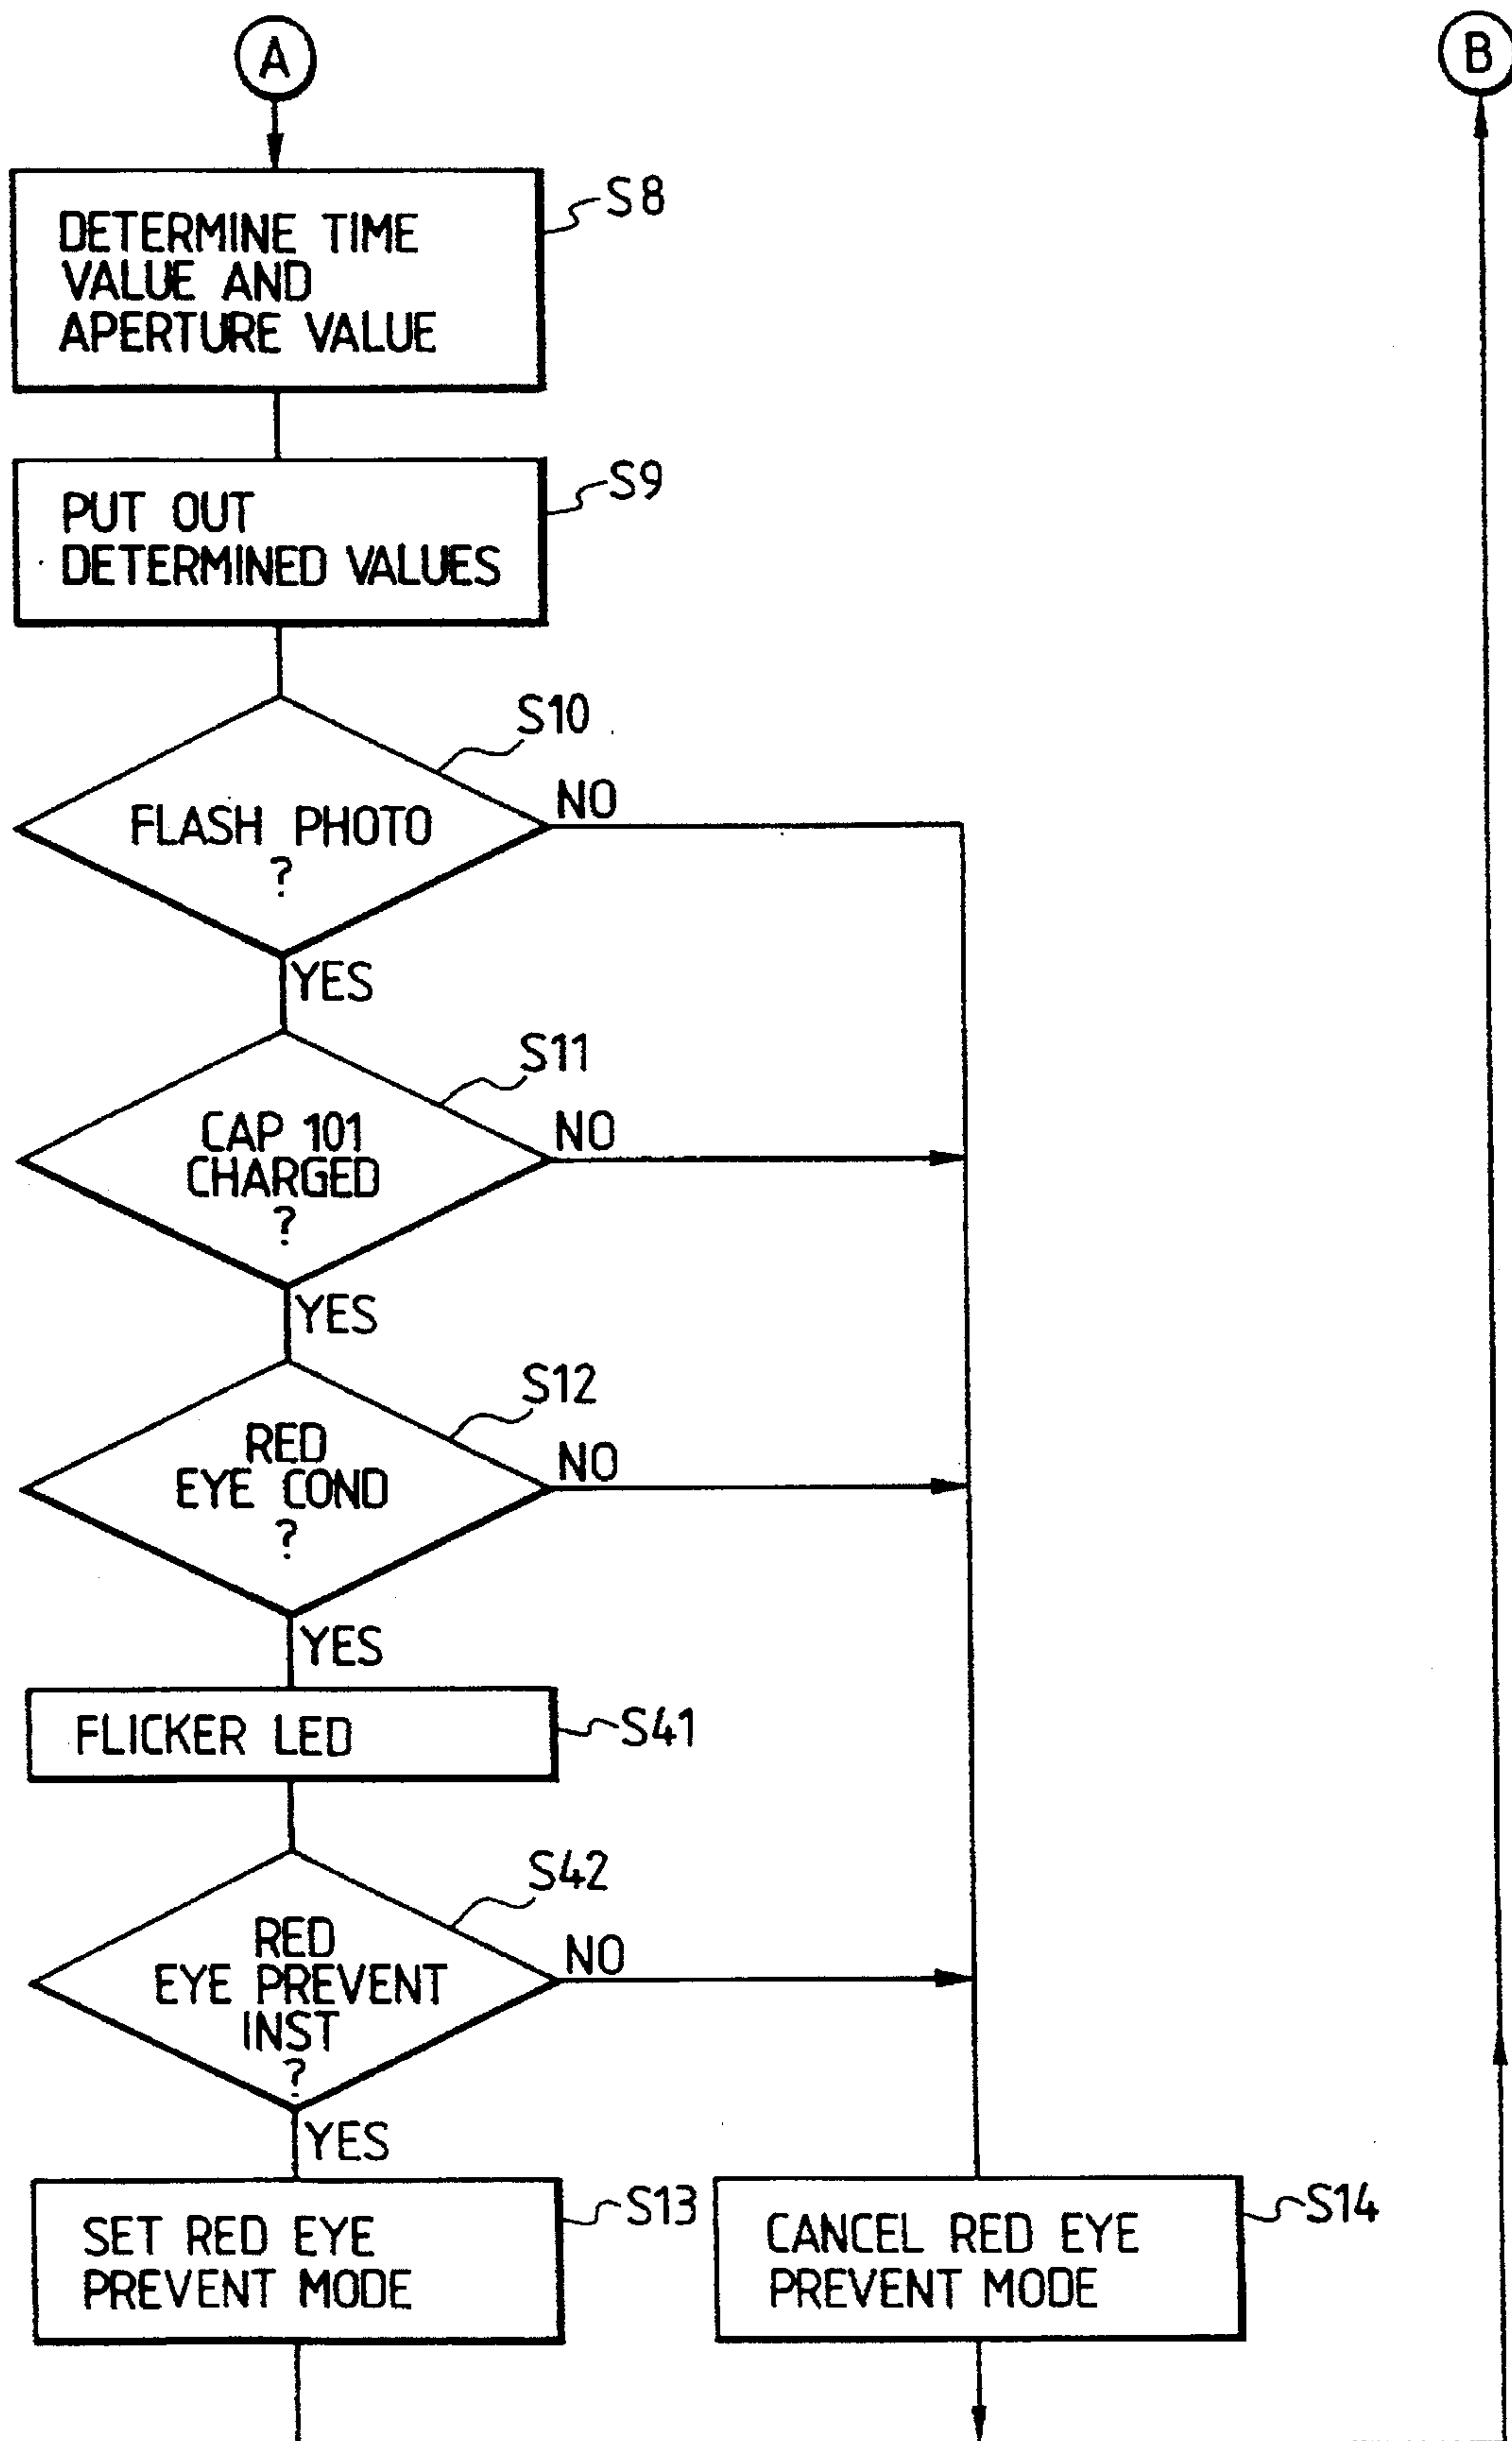 A
B
S8
DETERMINE TIME
VALUE AND
APERTURE VALUE
S9
PUT OUT
DETERMINED VALUES
S10
FLASH PHOTO
?
NO
YES
S11
CAP 101
CHARGED
?
NO
YES
S12
RED
EYE COND
?
NO
YES
FLICKER LED
S41
S42
RED
EYE PREVENT
INST
?
NO
YES
SET RED EYE
PREVENT MODE
S13
CANCEL RED EYE
PREVENT MODE
S14